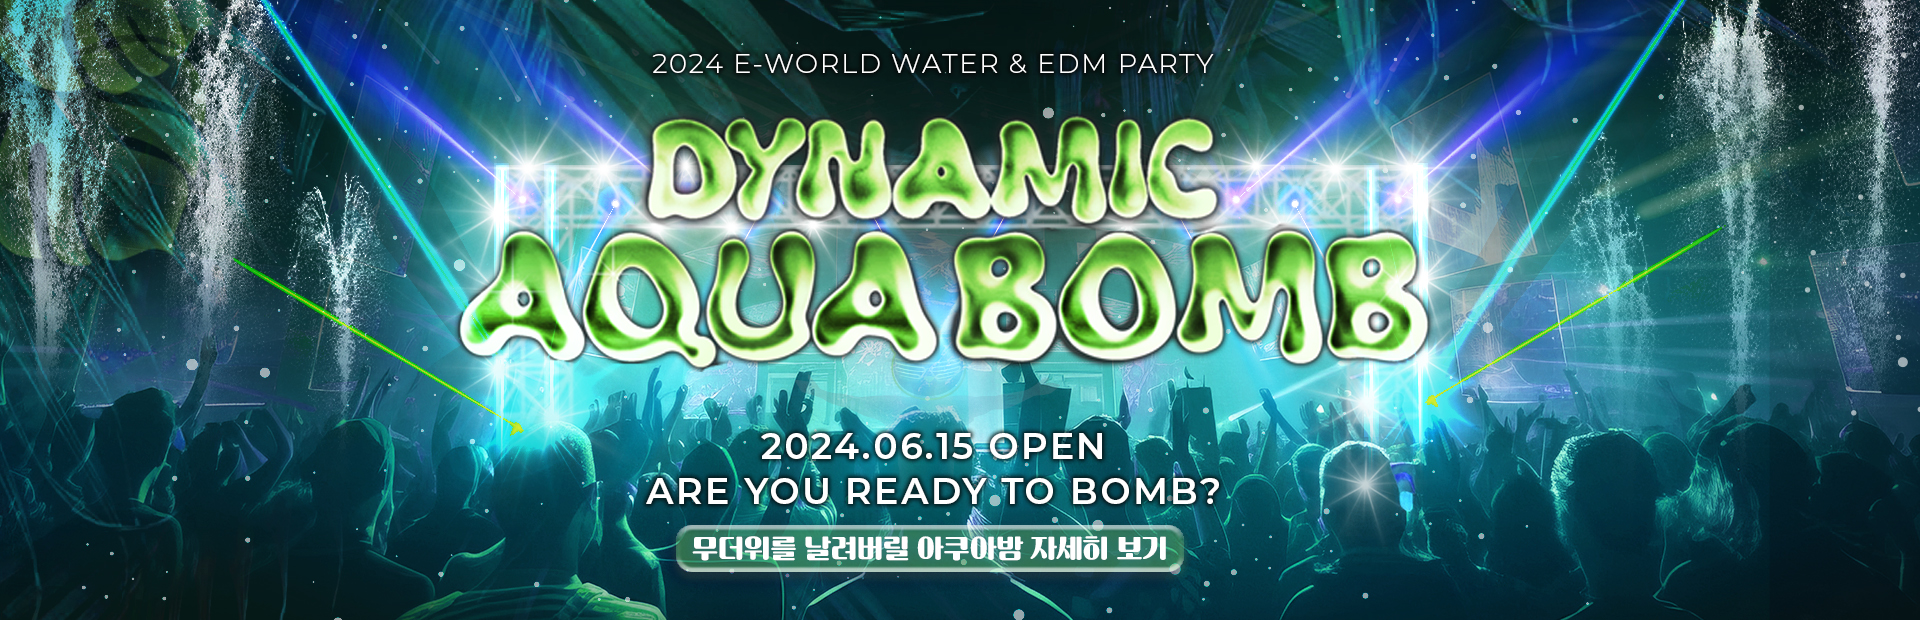 2024 E-WORLD WATER & EDM PARTY
DYNAMIC
AQUA BOMB
2024.06.15 OPEN
ARE YOU READY TO BOMB?
무더위를 날려버릴 아쿠아밤 자세히 보기